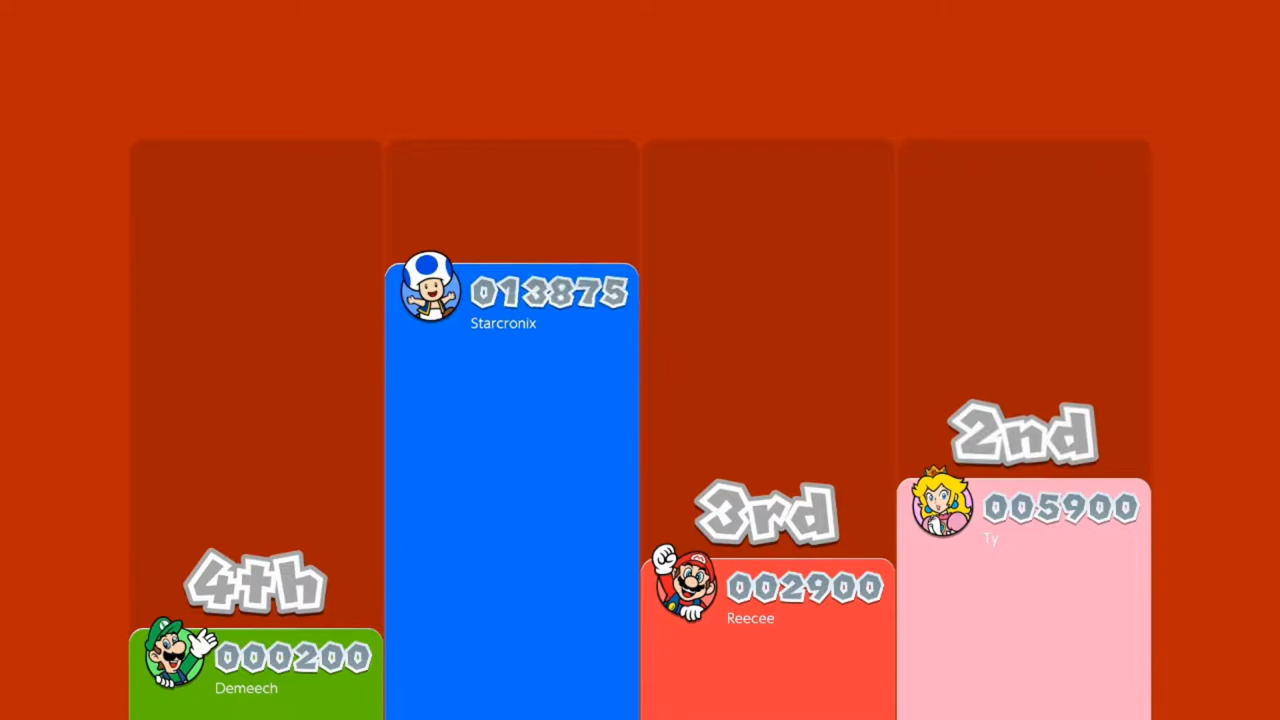 4th
000200
Demeech
013875
Starcronix
3rd
002900
Reecee
2nd
005900
Ty